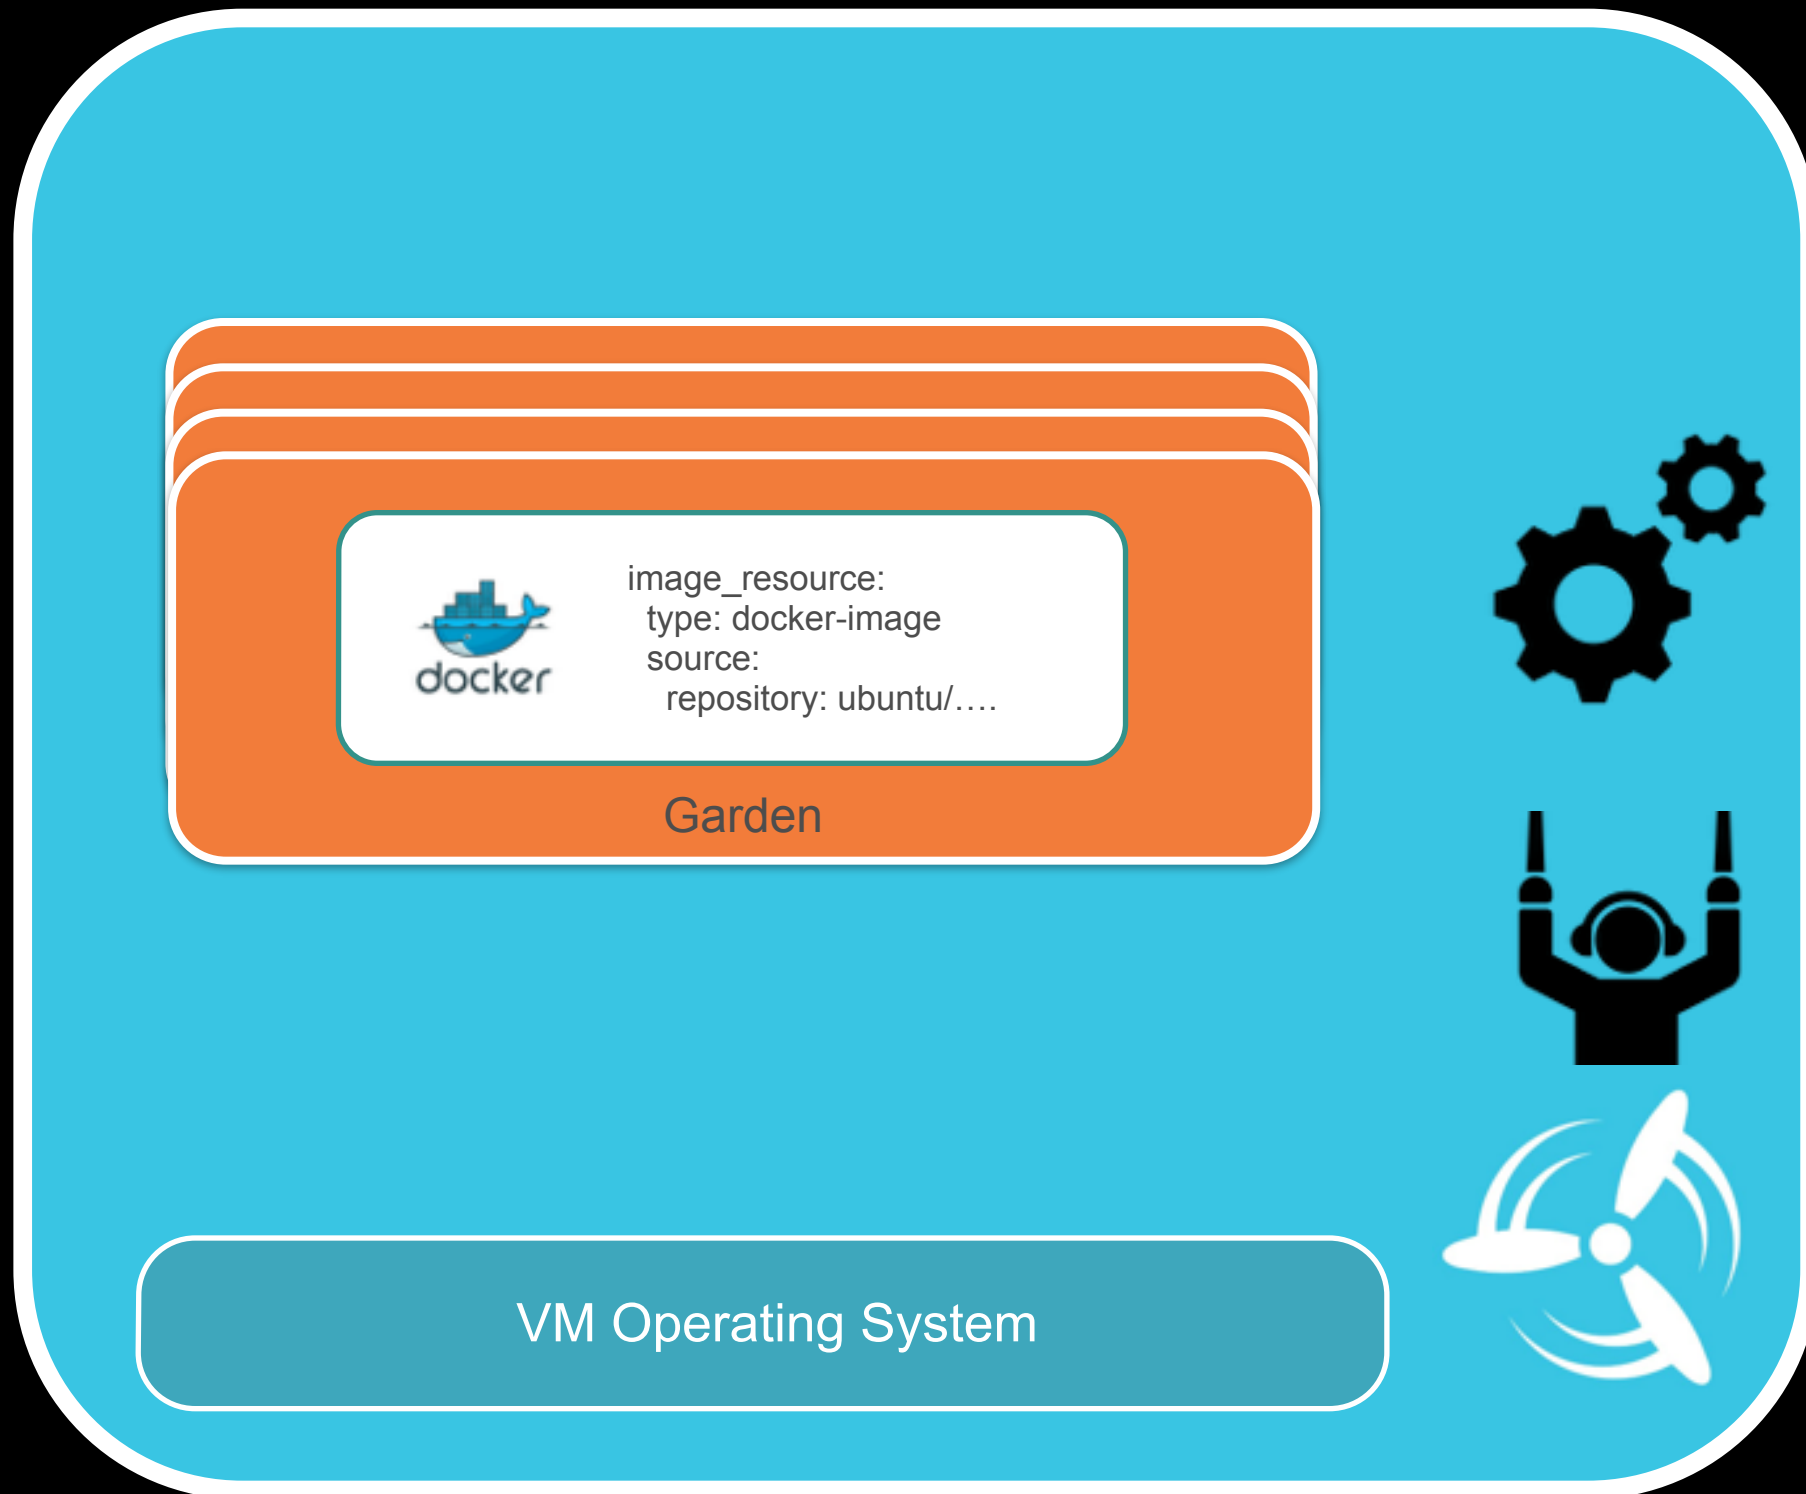 docker
image_resource:
type: docker-image
source:
repository: ubuntu/….
Garden
VM Operating System